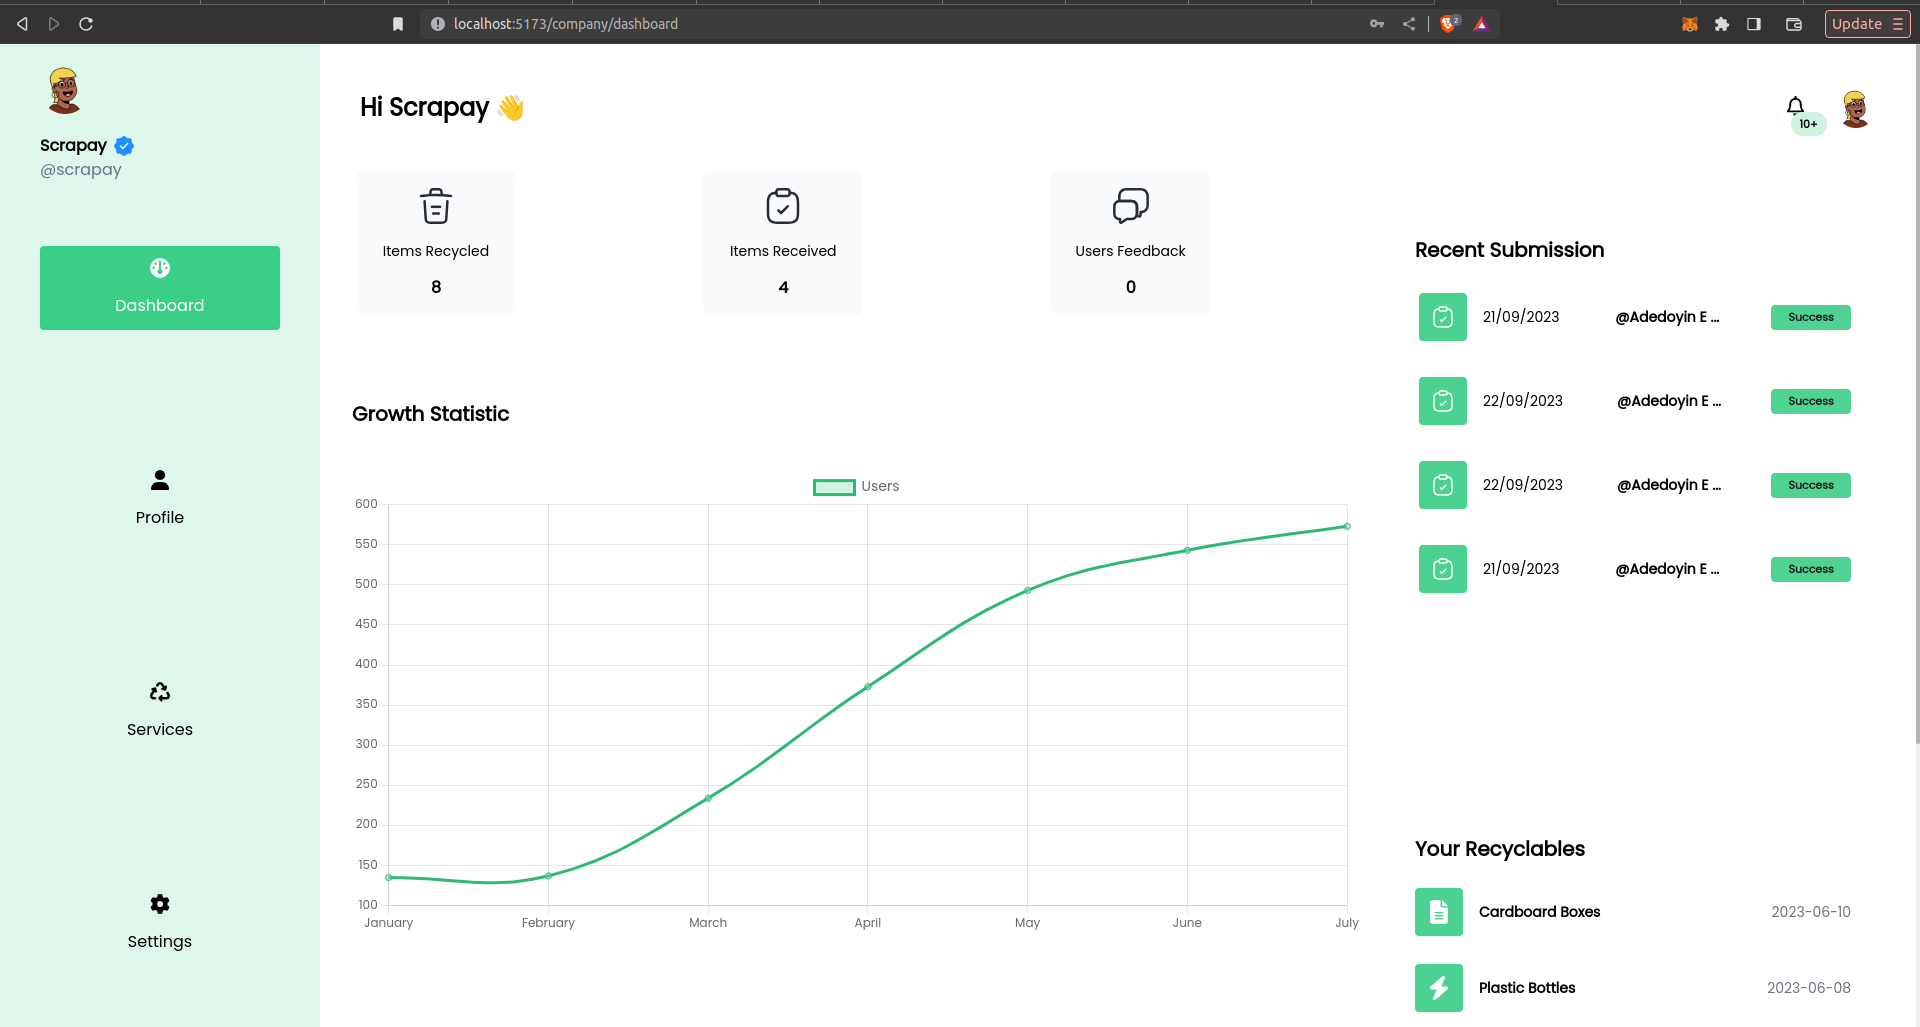 localhost:5173/company/dashboard
2
Update
Scrapay
@scrapay
Dashboard
Profile
Services
Settings
Hi Scrapay 👋
10+
Items Recycled
8
Items Received
4
Users Feedback
0
Growth Statistic
Users
600
550
500
450
400
350
300
250
200
150
100
January February March April May June July
Recent Submission
21/09/2023 @Adedoyin E ... Success
22/09/2023 @Adedoyin E ... Success
22/09/2023 @Adedoyin E ... Success
21/09/2023 @Adedoyin E ... Success
Your Recyclables
Cardboard Boxes 2023-06-10
Plastic Bottles 2023-06-08